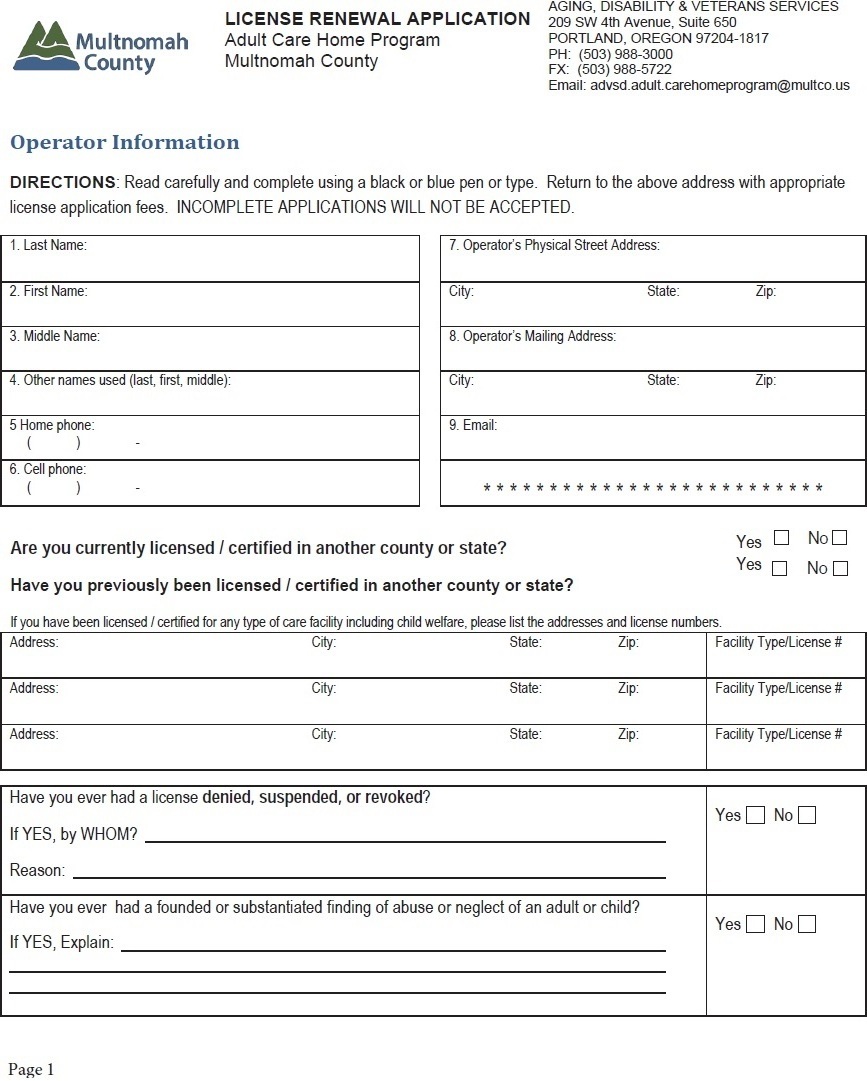 Multnomah
County
LICENSE RENEWAL APPLICATION
Adult Care Home Program
Multnomah County
AGING, DISABILITY & VETERANS SERVICES
209 SW 4th Avenue, Suite 650
PORTLAND, OREGON 97204-1817
PH: (503) 988-3000
FX: (503) 988-5722
Email: advsd.adult.carehomeprogram@multco.us
Operator Information
DIRECTIONS: Read carefully and complete using a black or blue pen or type. Return to the above address with appropriate
license application fees. INCOMPLETE APPLICATIONS WILL NOT BE ACCEPTED.
1. Last Name:
2. First Name:
3. Middle Name:
4. Other names used (last, first, middle):
5 Home phone:
( ) -
6. Cell phone:
( ) -
7. Operator's Physical Street Address:
City: State: Zip:
8. Operator's Mailing Address:
City: State: Zip:
9. Email:
* * * * * * * * * * * * * * * * * * * * * * * * * *
Are you currently licensed / certified in another county or state? Yes No
Have you previously been licensed / certified in another county or state? Yes No
If you have been licensed / certified for any type of care facility including child welfare, please list the addresses and license numbers.
Address: City: State: Zip: Facility Type/License #
Address: City: State: Zip: Facility Type/License #
Address: City: State: Zip: Facility Type/License #
Have you ever had a license denied, suspended, or revoked?
Yes No
If YES, by WHOM?
Reason:
Have you ever had a founded or substantiated finding of abuse or neglect of an adult or child?
Yes No
If YES, Explain:
Page 1